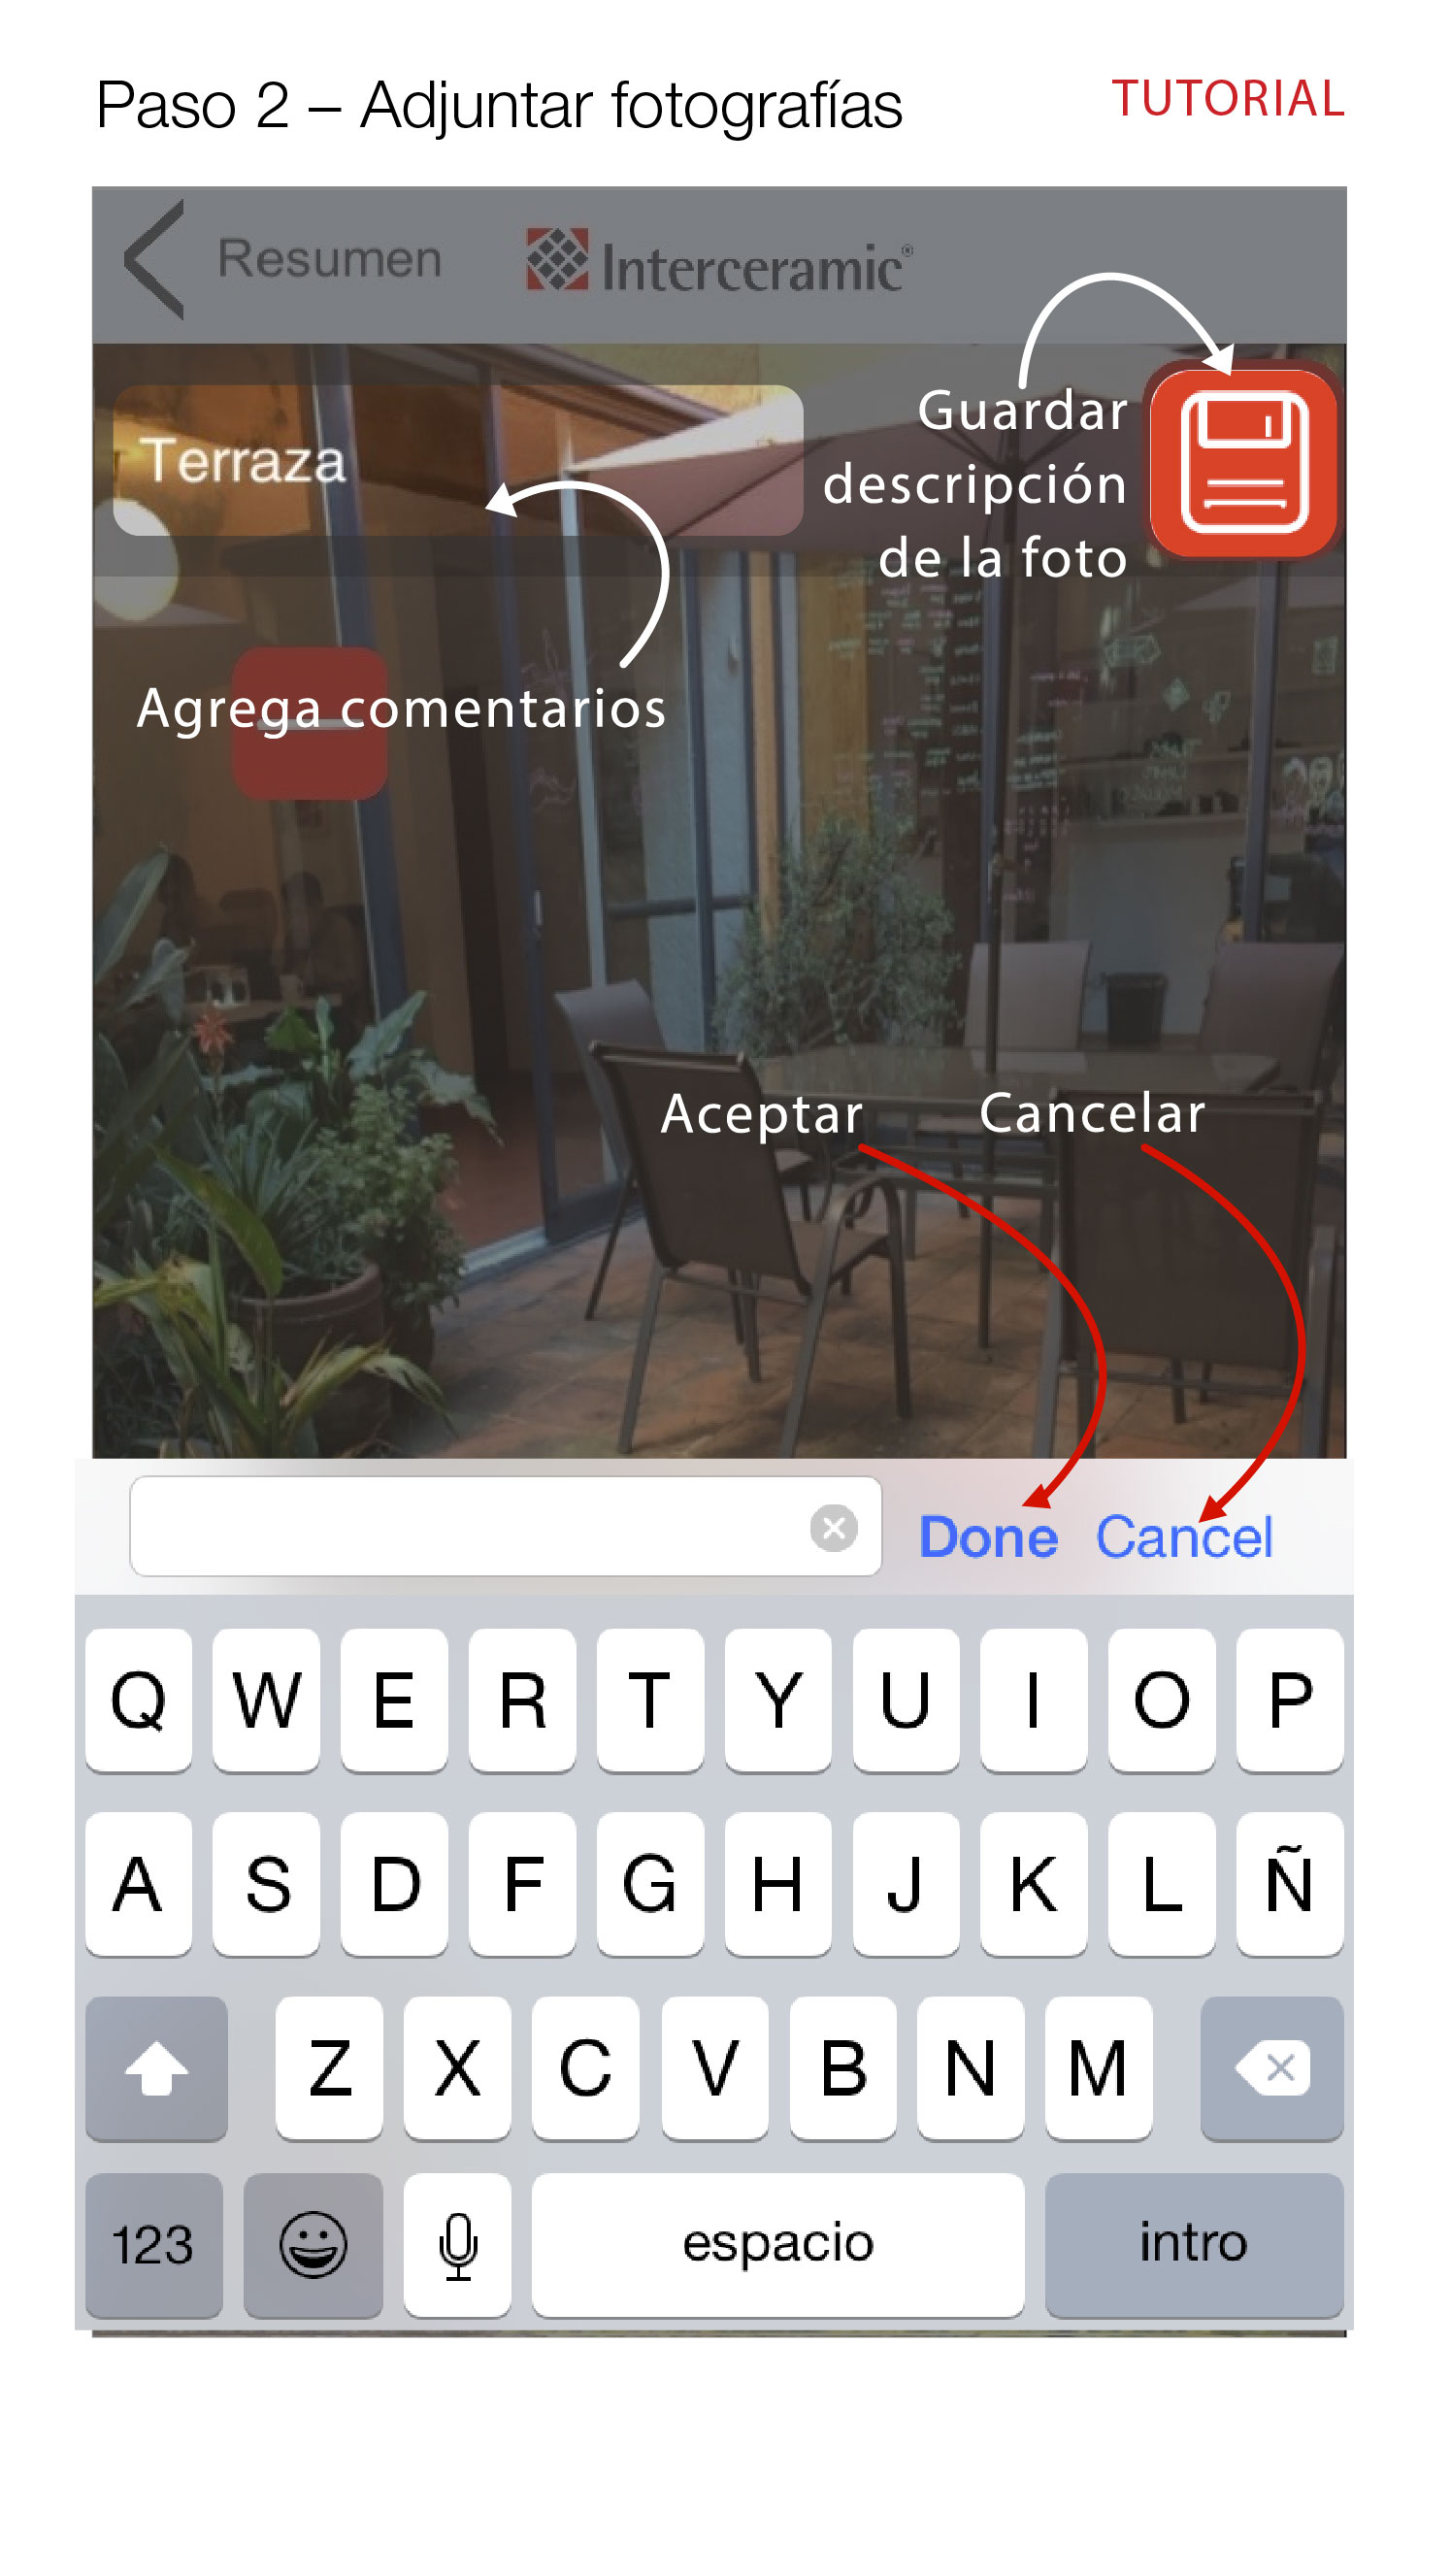 Paso 2 – Adjuntar fotografías
TUTORIAL
Resumen
Interceramic®
Terraza
Guardar
descripción
de la foto
Agrega comentarios
Aceptar
Cancelar
Done
Cancel
Q W E R T Y U I O P
A S D F G H J K L Ñ
Z X C V B N M
123
espacio
intro